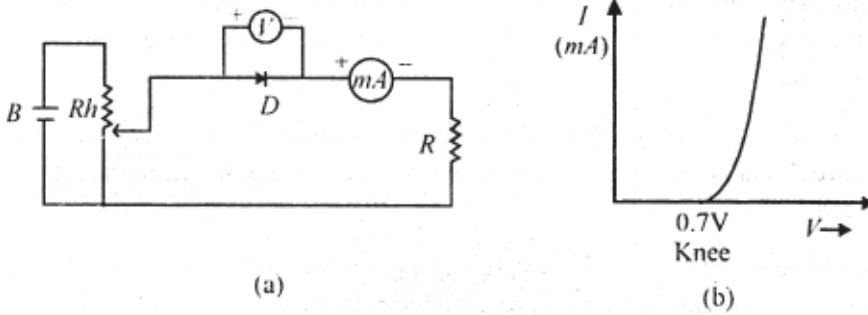 + V −
B
Rh
D
+ mA −
R
(a)
I
(mA)
0.7V
Knee
V
(b)